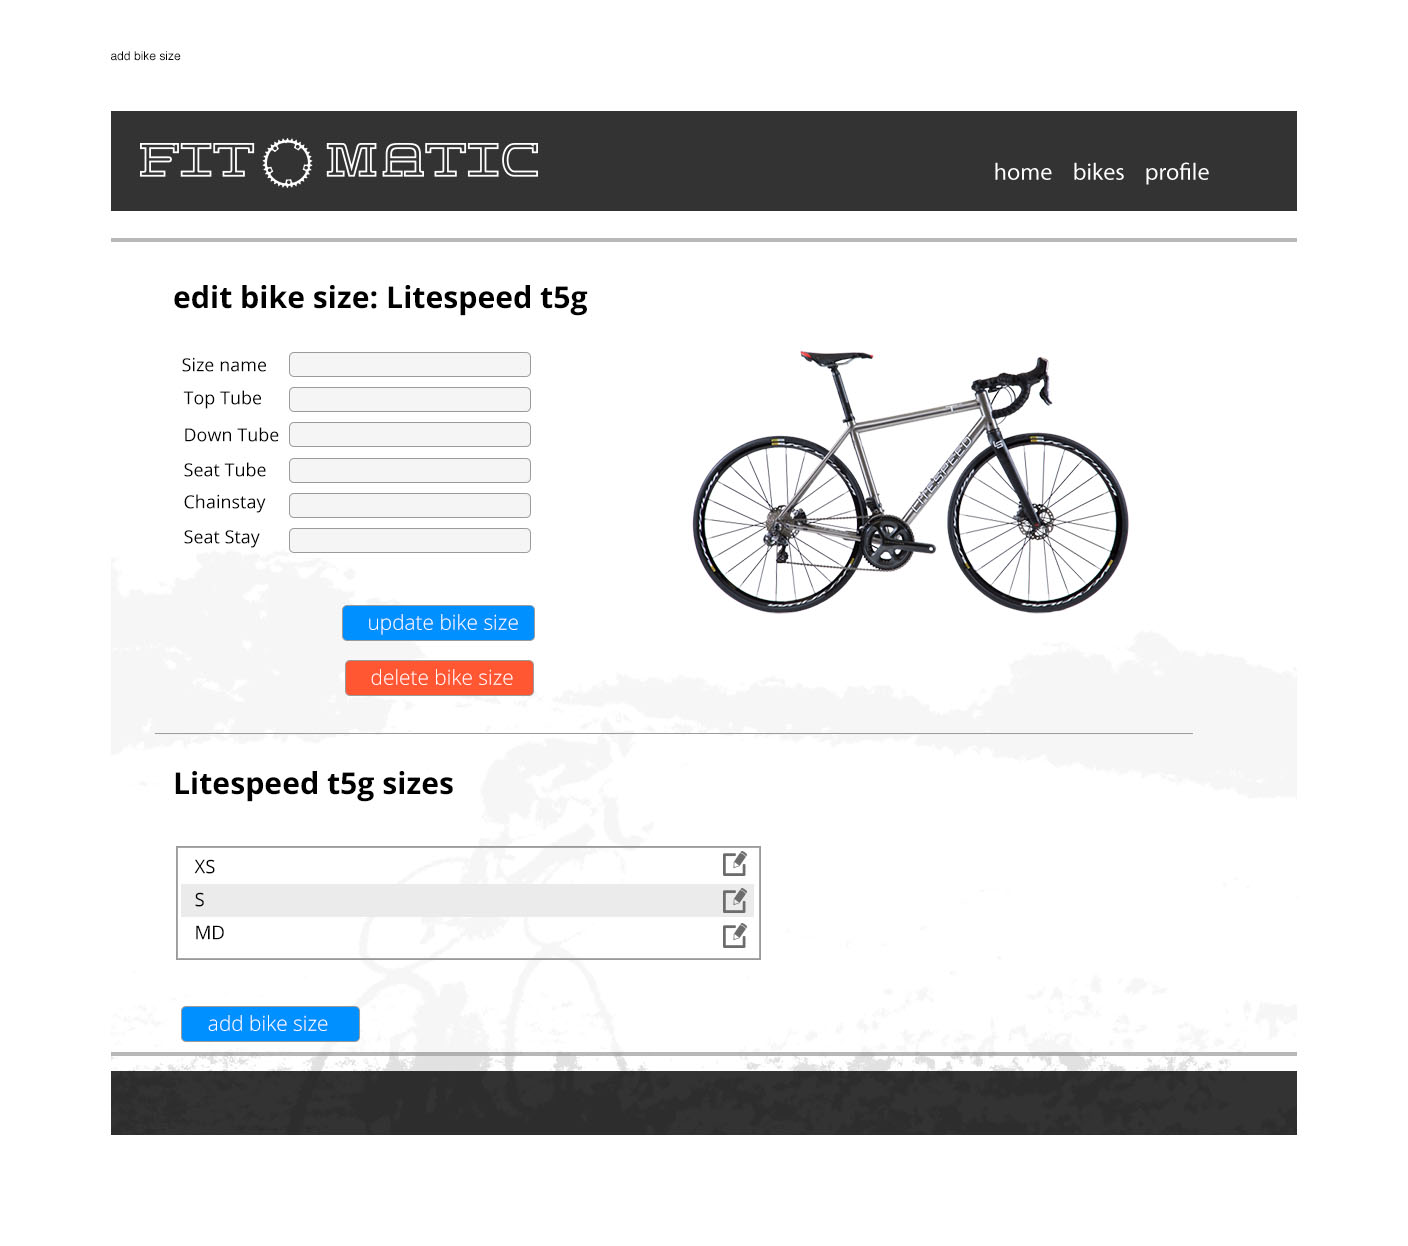 add bike size
FIT O MATIC
home bikes profile
edit bike size: Litespeed t5g
Size name
Top Tube
Down Tube
Seat Tube
Chainstay
Seat Stay
LITESPEED
update bike size
delete bike size
Litespeed t5g sizes
XS
S
MD
add bike size